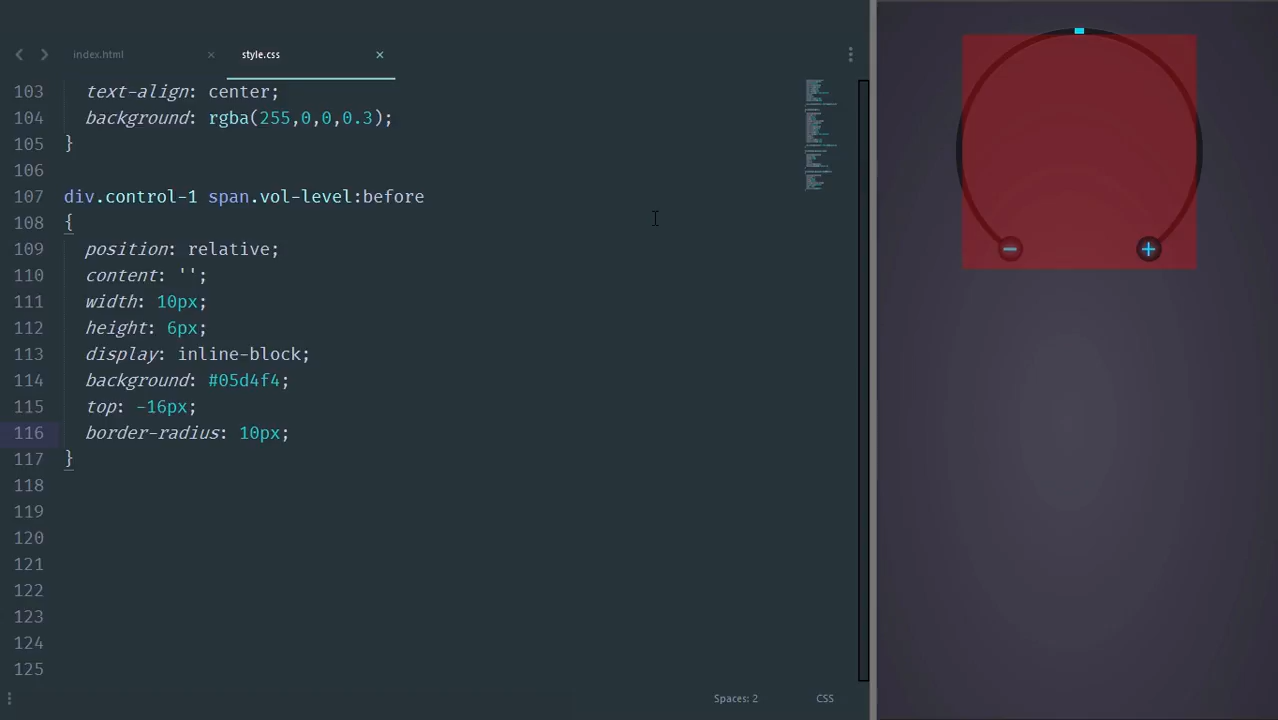 index.html × style.css ×
103 text-align: center;
104 background: rgba(255,0,0,0.3);
105 }
106
107 div.control-1 span.vol-level:before
108 {
109 position: relative;
110 content: '';
111 width: 10px;
112 height: 6px;
113 display: inline-block;
114 background: #05d4f4;
115 top: -16px;
116 border-radius: 10px;
117 }
118
119
120
121
122
123
124
125
Spaces: 2 CSS
− +